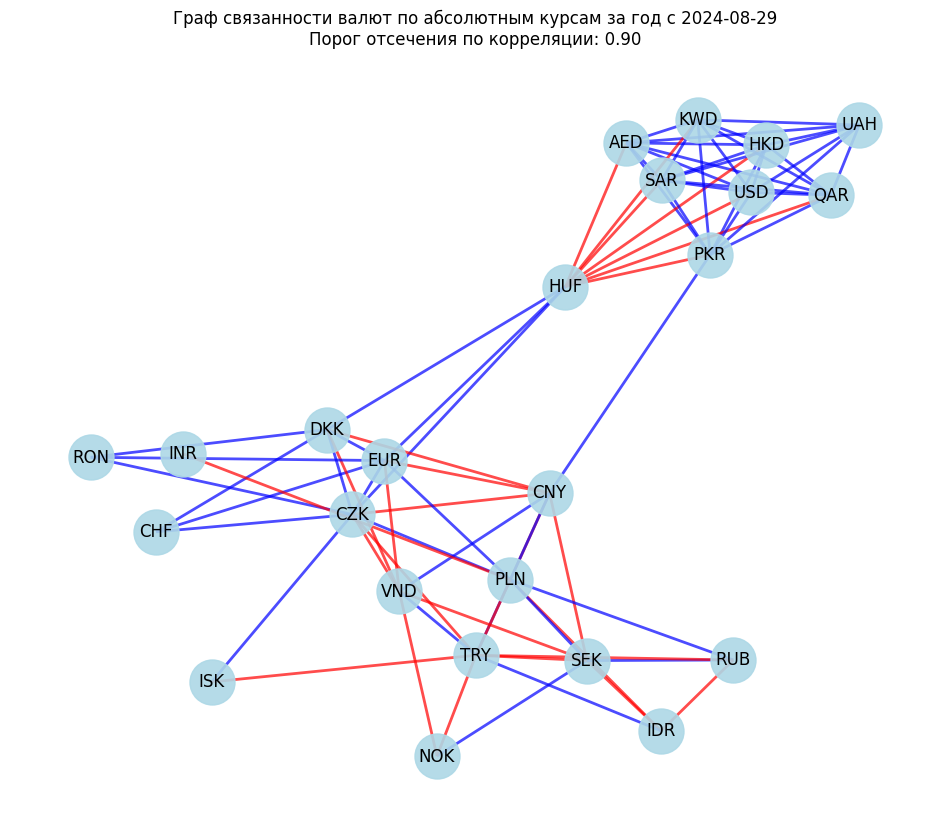 Граф связанности валют по абсолютным курсам за год с 2024-08-29
Порог отсечения по корреляции: 0.90
KWD
UAH
AED
HKD
SAR
USD
QAR
PKR
HUF
DKK
RON
INR
EUR
CNY
CZK
CHF
PLN
VND
TRY
SEK
RUB
ISK
IDR
NOK